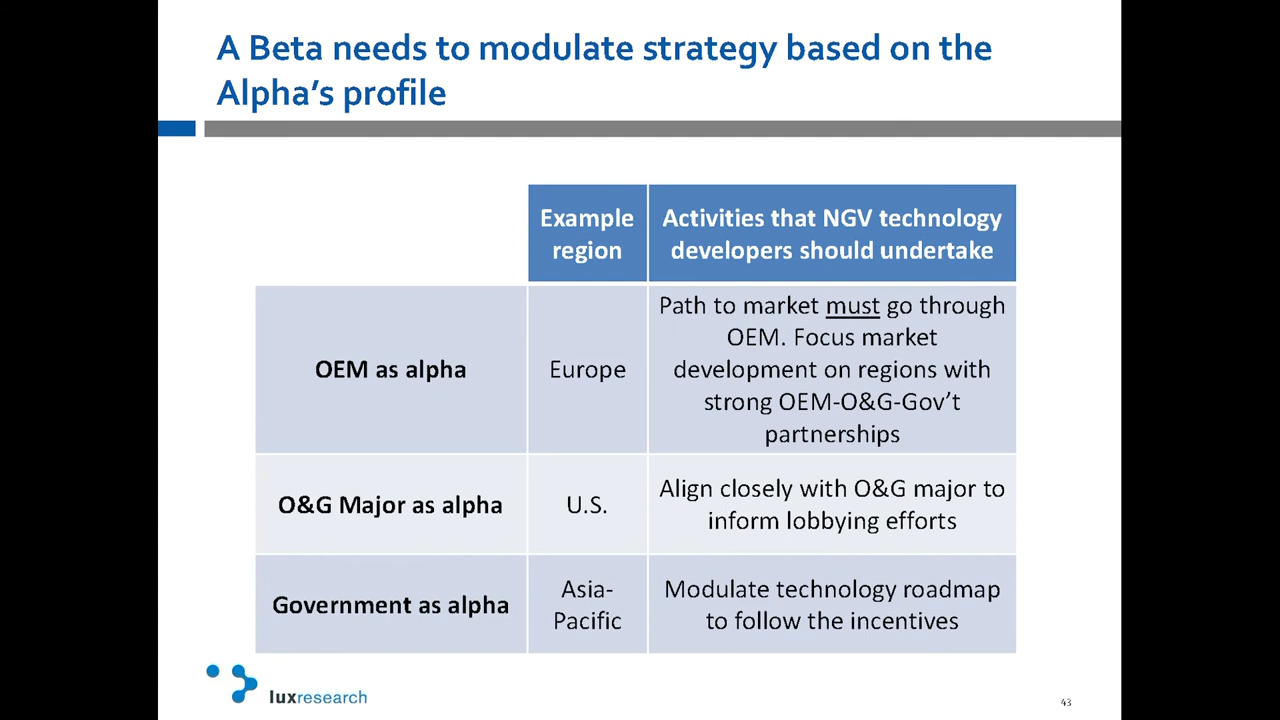 A Beta needs to modulate strategy based on the
Alpha’s profile
Example
region
Activities that NGV technology
developers should undertake
OEM as alpha
Europe
Path to market must go through
OEM. Focus market
development on regions with
strong OEM-O&G-Gov’t
partnerships
O&G Major as alpha
U.S.
Align closely with O&G major to
inform lobbying efforts
Government as alpha
Asia-
Pacific
Modulate technology roadmap
to follow the incentives
luxresearch
43